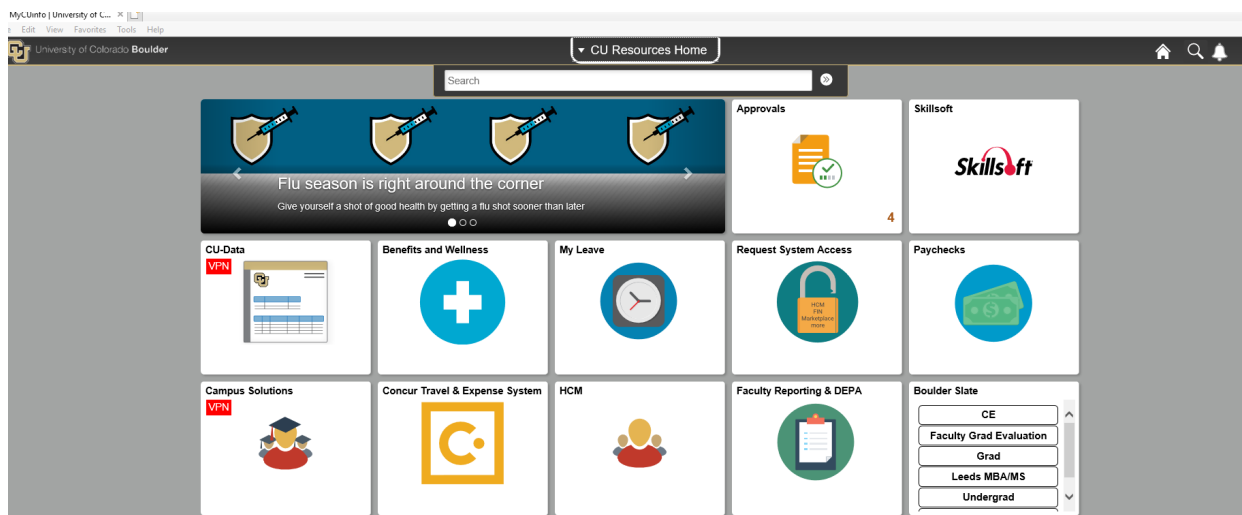 MyCUinfo | University of C...
Edit View Favorites Tools Help
University of Colorado Boulder
CU Resources Home
Search
Flu season is right around the corner
Give yourself a shot of good health by getting a flu shot sooner than later
Approvals
4
Skillsoft
Skillsoft
CU-Data
VPN
Benefits and Wellness
My Leave
Request System Access
HCM
FIN
Marketplace
more
Paychecks
Campus Solutions
VPN
Concur Travel & Expense System
HCM
Faculty Reporting & DEPA
Boulder Slate
CE
Faculty Grad Evaluation
Grad
Leeds MBA/MS
Undergrad